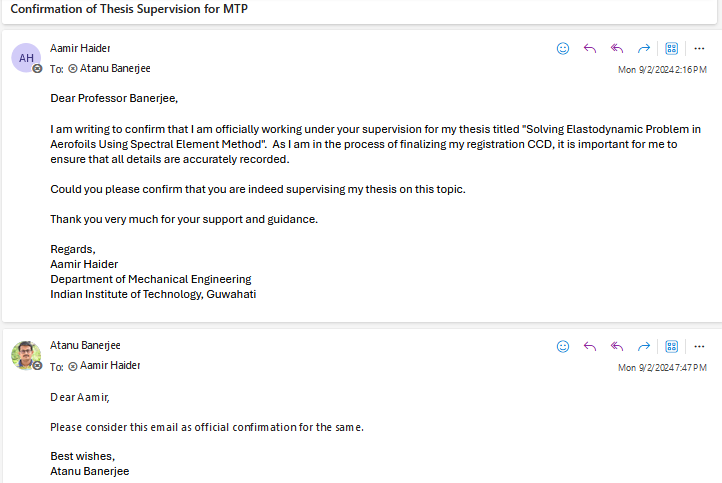 Confirmation of Thesis Supervision for MTP
AH
Aamir Haider
To: Atanu Banerjee
Mon 9/2/2024 2:16 PM
Dear Professor Banerjee,
I am writing to confirm that I am officially working under your supervision for my thesis titled "Solving Elastodynamic Problem in
Aerofoils Using Spectral Element Method".  As I am in the process of finalizing my registration CCD, it is important for me to
ensure that all details are accurately recorded.
Could you please confirm that you are indeed supervising my thesis on this topic.
Thank you very much for your support and guidance.
Regards,
Aamir Haider
Department of Mechanical Engineering
Indian Institute of Technology, Guwahati
Atanu Banerjee
To: Aamir Haider
Mon 9/2/2024 7:47 PM
Dear Aamir,
Please consider this email as official confirmation for the same.
Best wishes,
Atanu Banerjee